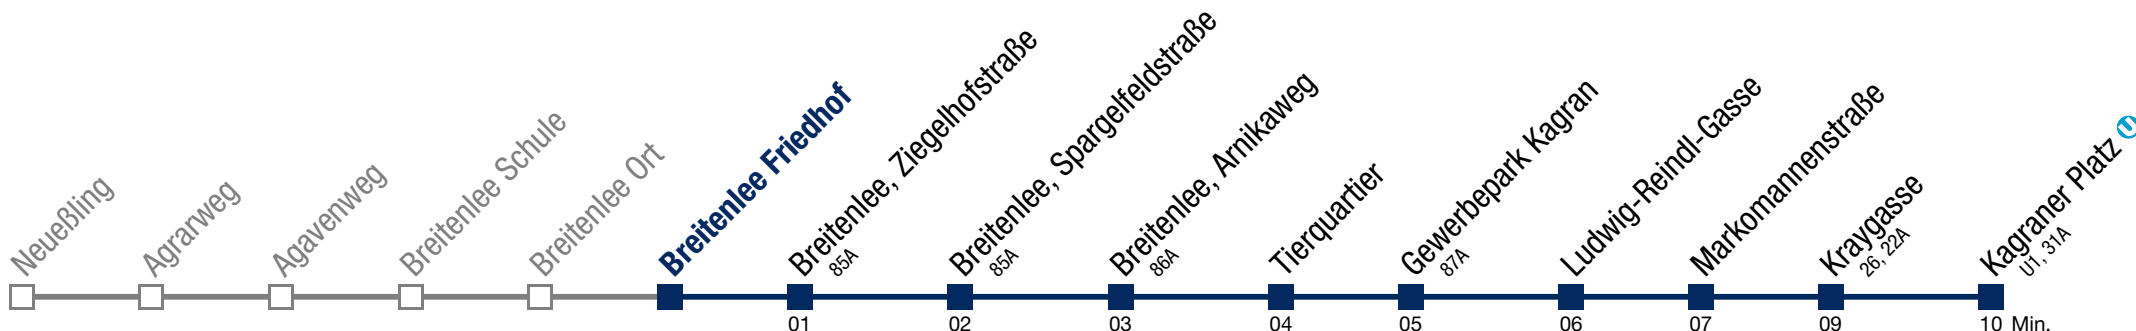 Neueßling
Agrarweg
Agavenweg
Breitenlee Schule
Breitenlee Ort
Breitenlee Friedhof
Breitenlee, Ziegelhofstraße
85A
Breitenlee, Spargelfeldstraße
85A
Breitenlee, Arnikaweg
86A
Tierquartier
Gewerbepark Kagran
87A
Ludwig-Reindl-Gasse
Markomannenstraße
Kraygasse
26, 22A
Kagraner Platz U
U1, 31A
01 02 03 04 05 06 07 09 10 Min.